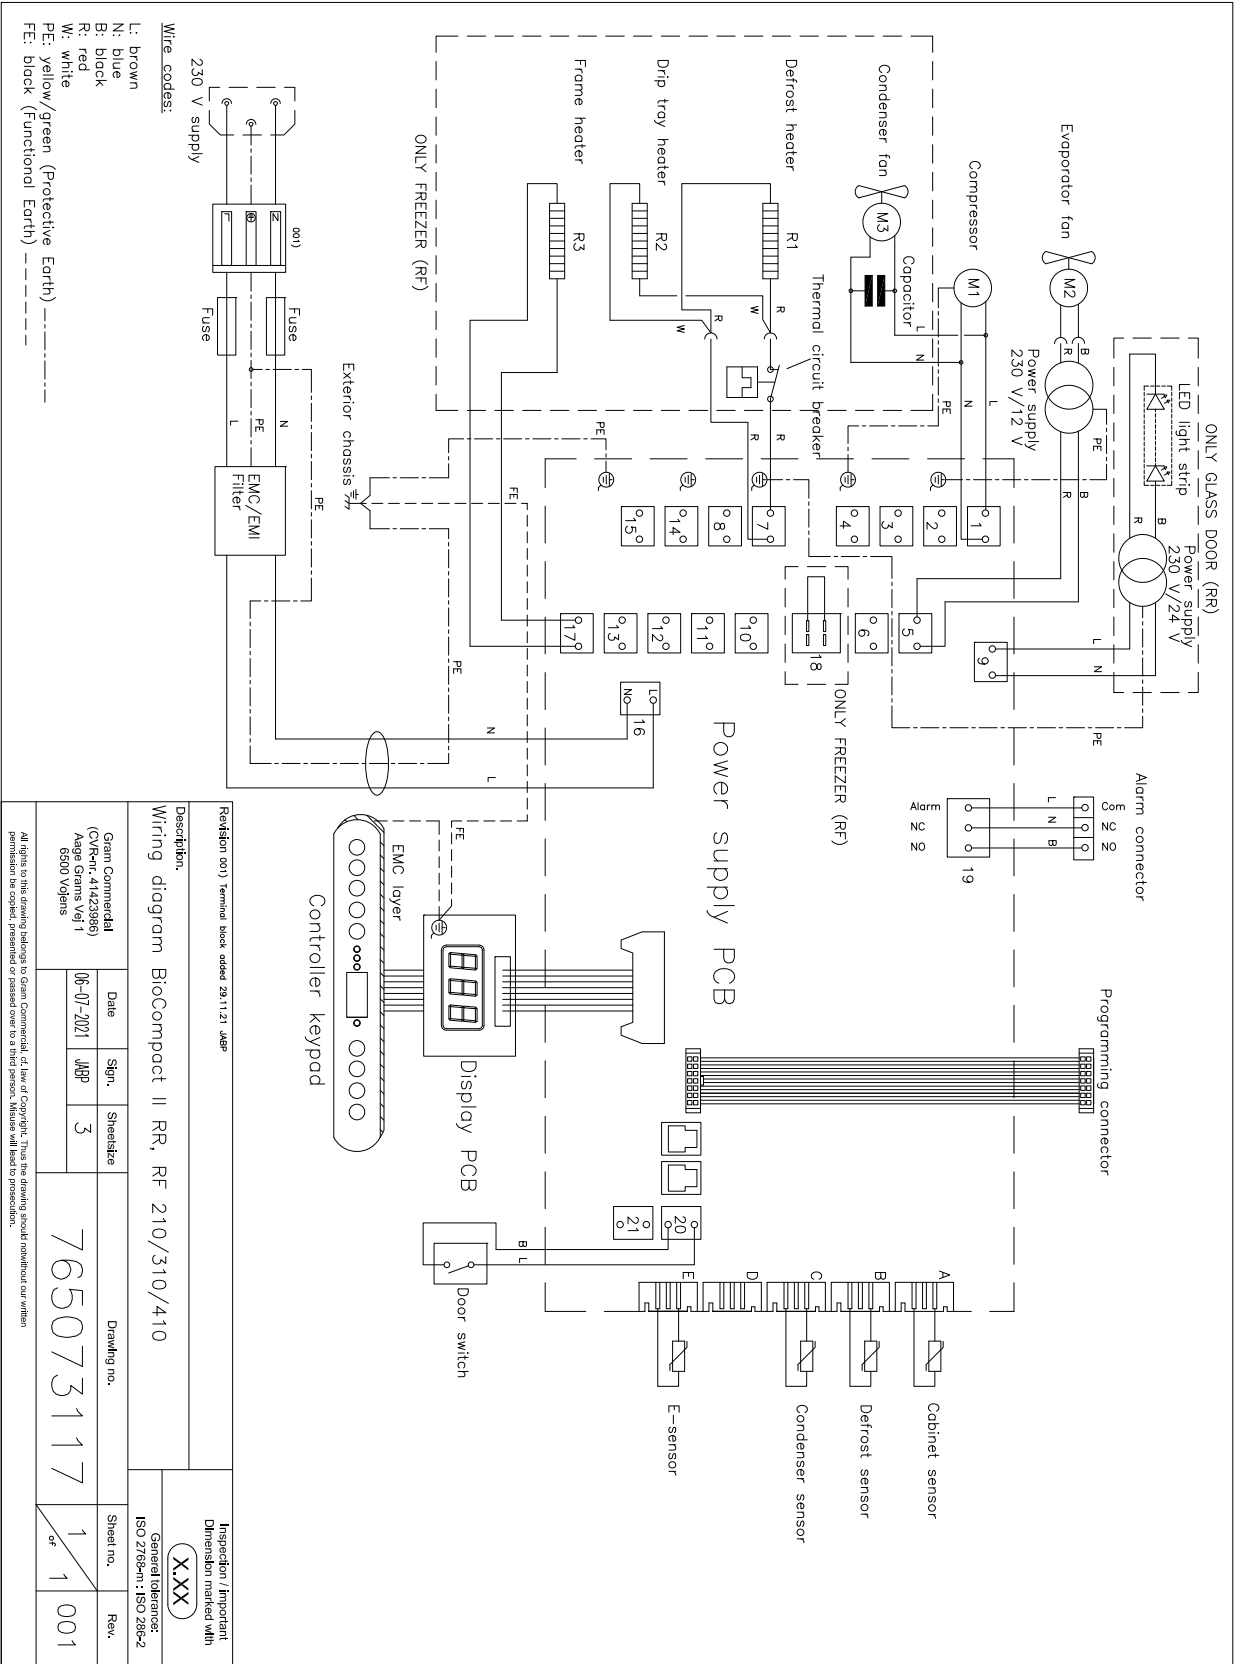 ONLY GLASS DOOR (RR)
LED light strip
Power supply
230 V/24 V
B
R
L
N
PE
Evaporator fan
M2
B
R
Power supply
230 V/12 V
PE
B
R
Compressor
M1
L
N
PE
Condenser fan
M3
Capacitor
L
N
Defrost heater
R1
Thermal circuit breaker
R
W
R
R
Drip tray heater
R2
R
W
Frame heater
R3
ONLY FREEZER (RF)
Alarm connector
Com
NC
NO
L
N
B
Alarm
NC
NO
19
Programming connector
1
2
3
4
7
8
14
15
5
6
9
18
ONLY FREEZER (RF)
10
11
12
13
17
L
N
16
Power supply PCB
PE
FE
Exterior chassis
A
B
C
D
E
Cabinet sensor
Defrost sensor
Condenser sensor
E-sensor
20
21
B
L
Door switch
Display PCB
FE
EMC layer
Controller keypad
230 V supply
001)
N
L
Fuse
Fuse
N
PE
L
PE
EMC/EMI
Filter
PE
N
L
Wire codes:
L: brown
N: blue
B: black
R: red
W: white
PE: yellow/green (Protective Earth)
FE: black (Functional Earth)
Revision 001) Terminal block added 29.11.21 JABP
Description.
Wiring diagram BioCompact II RR, RF 210/310/410
Inspection / important
Dimension marked with
X.XX
Generel tolerance:
ISO 2768-m : ISO 286-2
Gram Commercial
(CVR-nr. 41423986)
Aage Grams Vej 1
6500 Vojens
Date
06-07-2021
Sign.
JABP
Sheetsize
3
Drawing no.
765073117
Sheet no.
1 of 1
Rev.
001
All rights to this drawing belongs to Gram Commercial, cf. law of Copyright. Thus the drawing should notwithout our written
permission be copied, presented or passed over to a third person. Misuse will lead to prosecution.